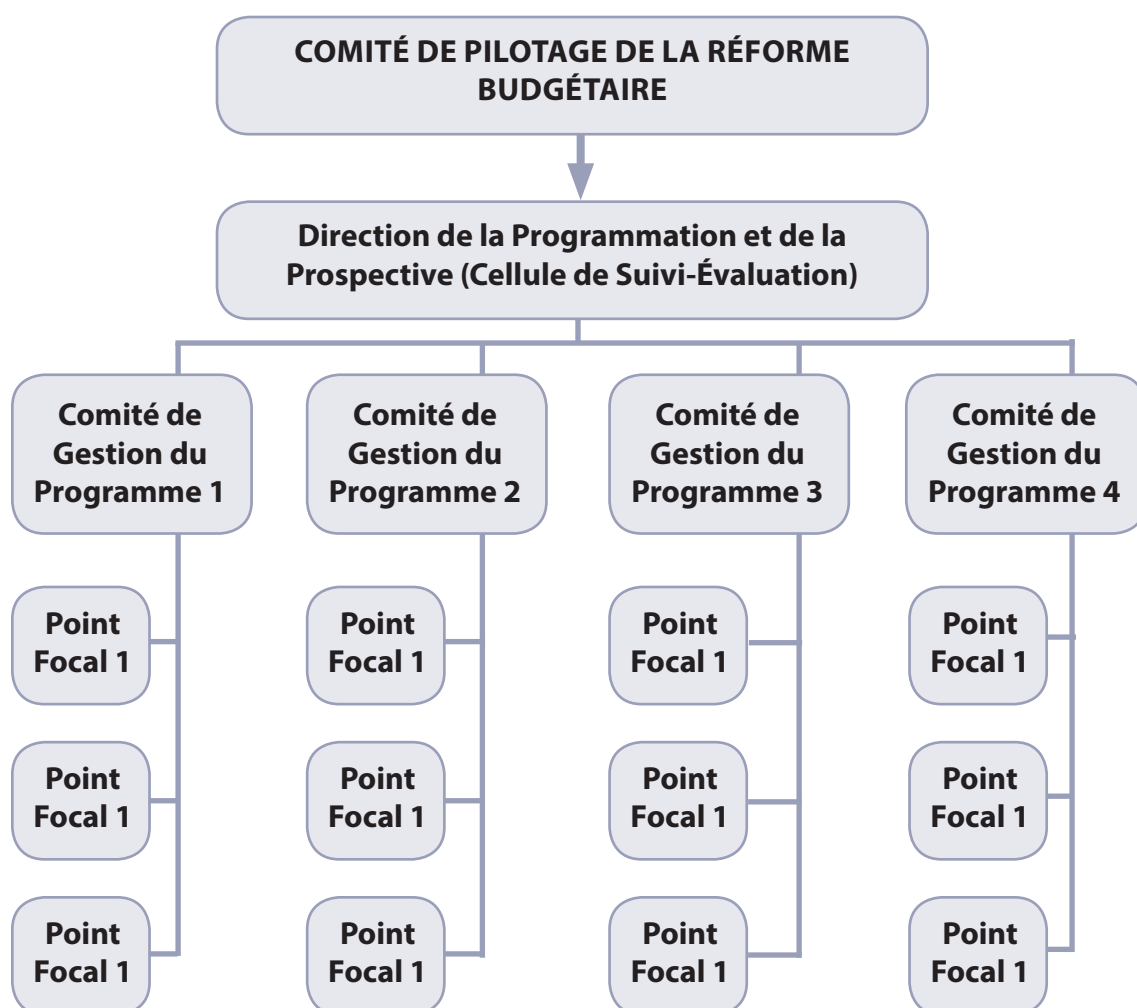 COMITÉ DE PILOTAGE DE LA RÉFORME
BUDGÉTAIRE
Direction de la Programmation et de la
Prospective (Cellule de Suivi-Évaluation)
Comité de
Gestion du
Programme 1
Comité de
Gestion du
Programme 2
Comité de
Gestion du
Programme 3
Comité de
Gestion du
Programme 4
Point
Focal 1
Point
Focal 1
Point
Focal 1
Point
Focal 1
Point
Focal 1
Point
Focal 1
Point
Focal 1
Point
Focal 1
Point
Focal 1
Point
Focal 1
Point
Focal 1
Point
Focal 1